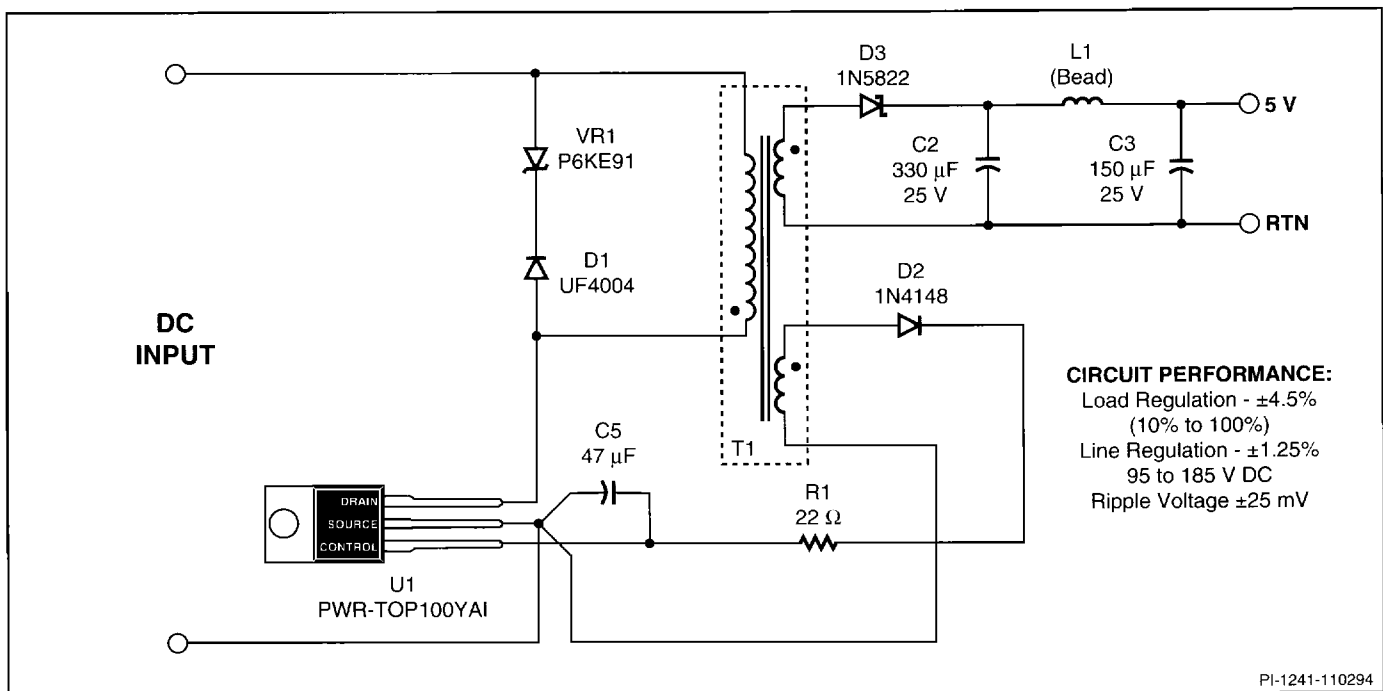 D3
1N5822
L1
(Bead)
5 V
VR1
P6KE91
C2
330 µF
25 V
C3
150 µF
25 V
RTN
D1
UF4004
D2
1N4148
DC
INPUT
CIRCUIT PERFORMANCE:
Load Regulation - ±4.5%
(10% to 100%)
Line Regulation - ±1.25%
95 to 185 V DC
Ripple Voltage ±25 mV
T1
C5
47 µF
R1
22 Ω
DRAIN
SOURCE
CONTROL
U1
PWR-TOP100YAI
PI-1241-110294